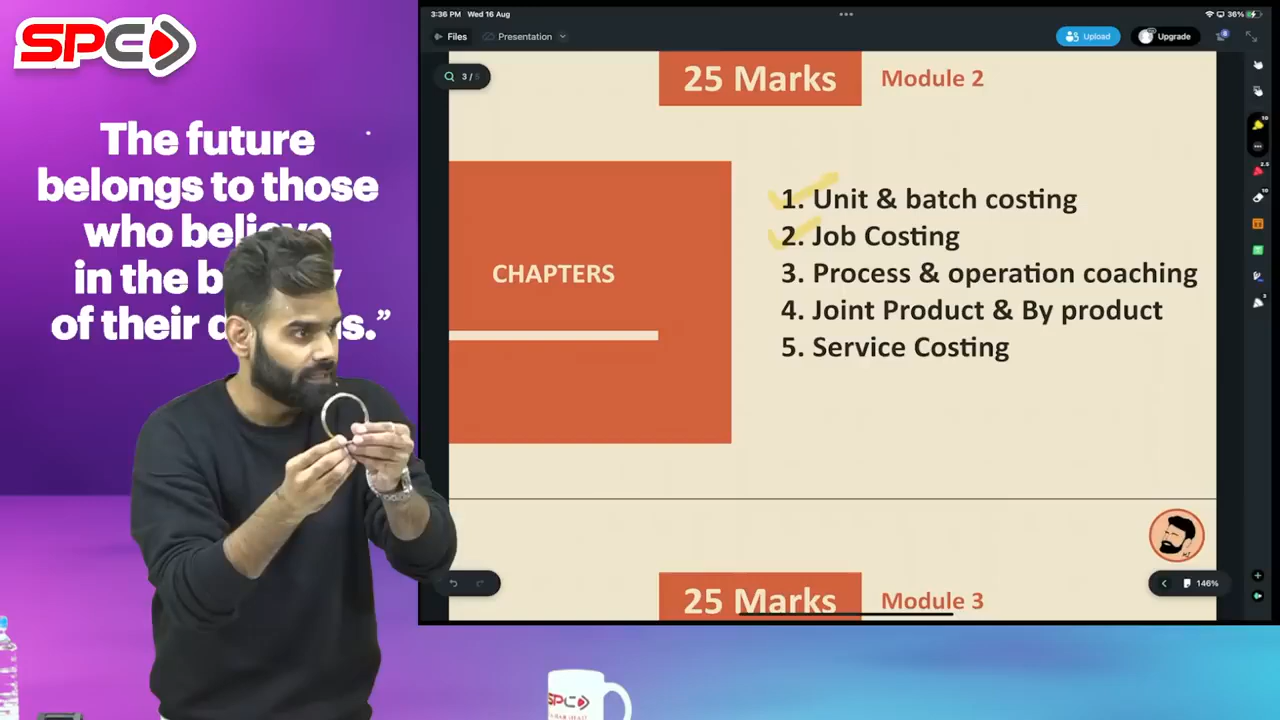 SPC
The future
belongs to those
who believe
in the b y
of their d s.”
3:36 PM Wed 16 Aug
36%
Files
Presentation
Upload
Upgrade
3 /
25 Marks
Module 2
CHAPTERS
1. Unit & batch costing
2. Job Costing
3. Process & operation coaching
4. Joint Product & By product
5. Service Costing
146%
25 Marks
Module 3
SPC